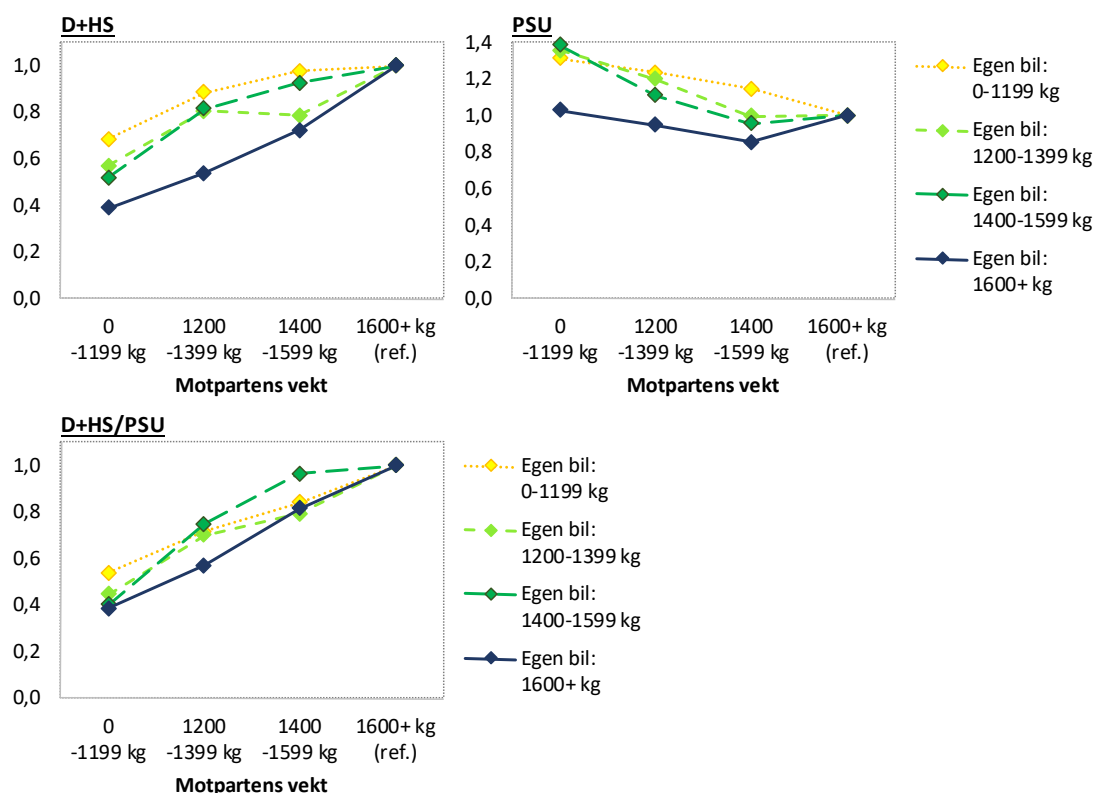 D+HS
1,0
0,8
0,6
0,4
0,2
0,0
0 1200 1400 1600+ kg
-1199 kg -1399 kg -1599 kg (ref.)
Motpartens vekt
PSU
1,4
1,2
1,0
0,8
0,6
0,4
0,2
0,0
0 1200 1400 1600+ kg
-1199 kg -1399 kg -1599 kg (ref.)
Motpartens vekt
Egen bil:
0-1199 kg
Egen bil:
1200-1399 kg
Egen bil:
1400-1599 kg
Egen bil:
1600+ kg
D+HS/PSU
1,0
0,8
0,6
0,4
0,2
0,0
0 1200 1400 1600+ kg
-1199 kg -1399 kg -1599 kg (ref.)
Motpartens vekt
Egen bil:
0-1199 kg
Egen bil:
1200-1399 kg
Egen bil:
1400-1599 kg
Egen bil:
1600+ kg